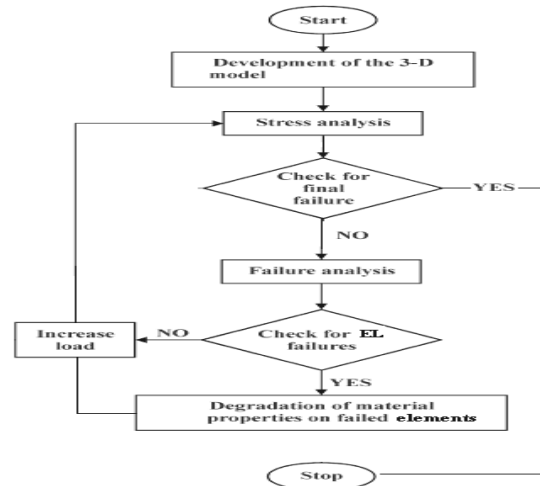 Start
Development of the 3-D
model
Stress analysis
Check for
final
failure
YES
NO
Failure analysis
Check for EL
failures
NO
Increase
load
YES
Degradation of material
properties on failed elements
Stop